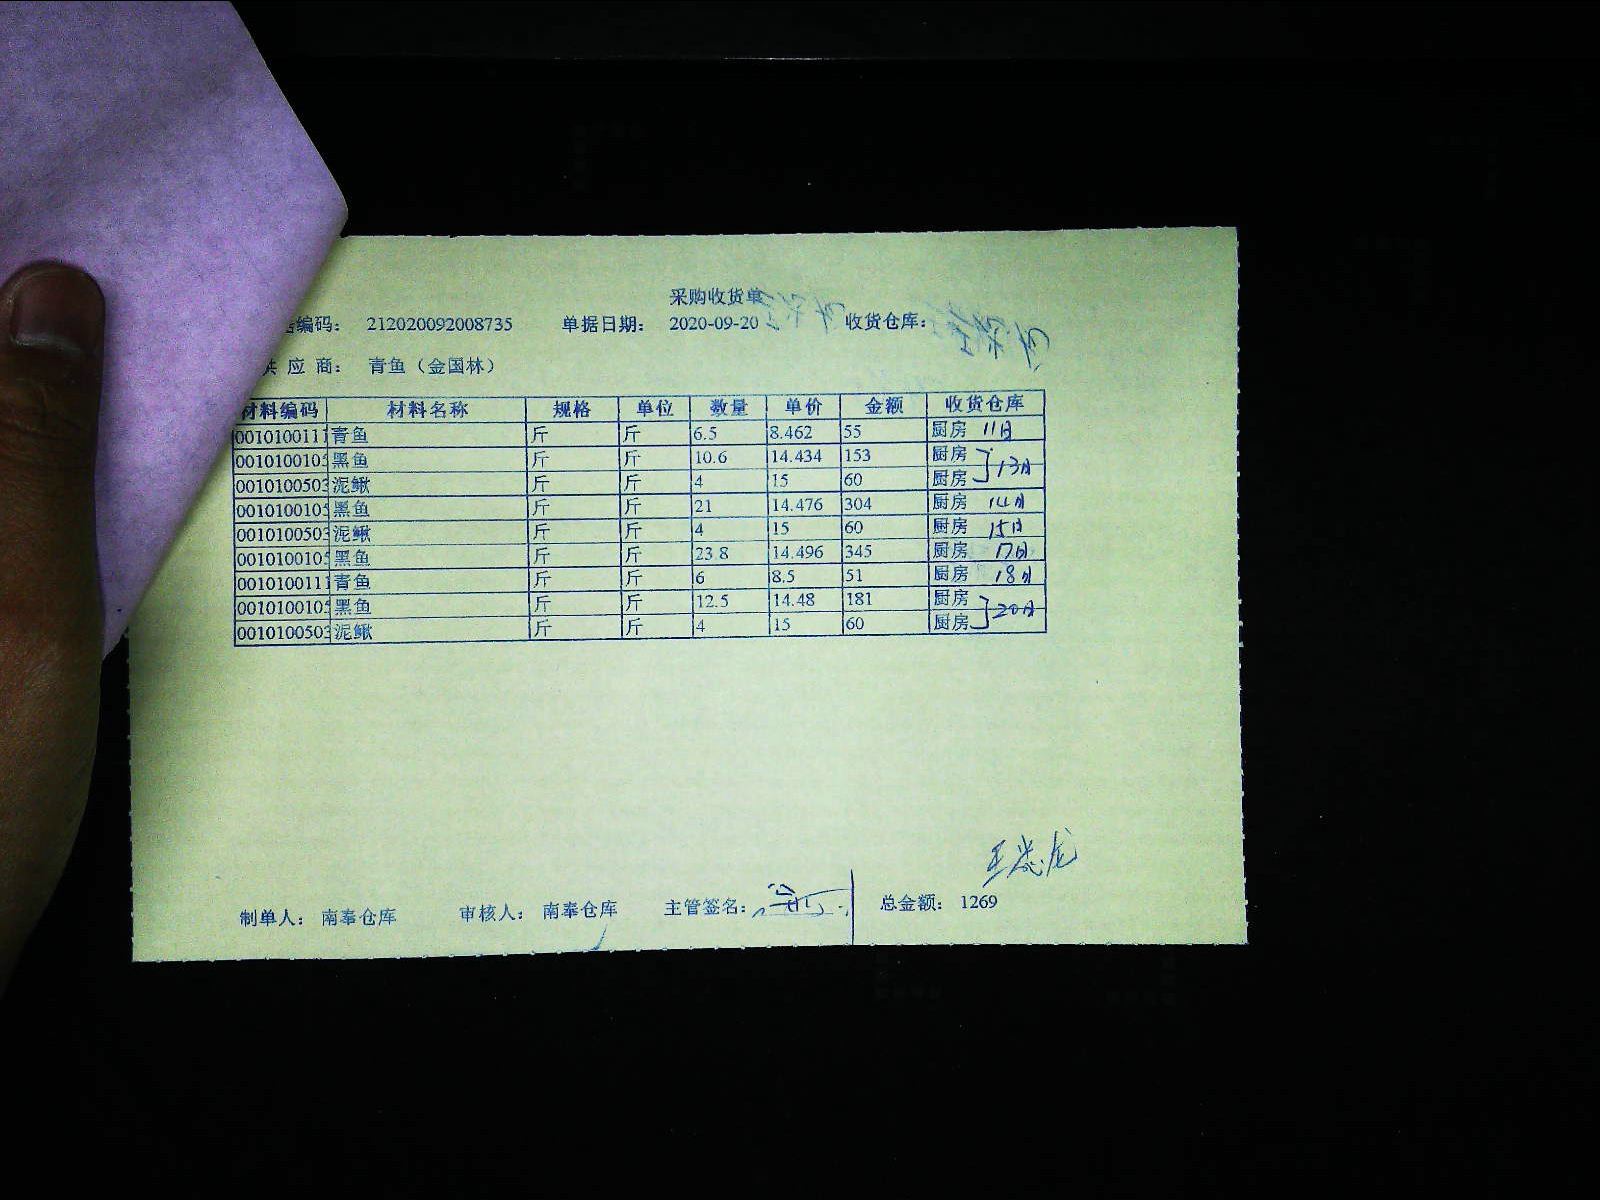 采购收货单
编码： 212020092008735 单据日期： 2020-09-20 收货仓库：
供 应 商： 青鱼（金国林）
材料编码 材料名称 规格 单位 数量 单价 金额 收货仓库
0010100111 青鱼 斤 斤 6.5 8.462 55 厨房 11日
001010010 黑鱼 斤 斤 10.6 14.434 153 厨房
0010100503 泥鳅 斤 斤 4 15 60 厨房 13日
001010010 黑鱼 斤 斤 21 14.476 304 厨房 14日
0010100503 泥鳅 斤 斤 4 15 60 厨房 15日
001010010 黑鱼 斤 斤 23.8 14.496 345 厨房 17日
0010100111 青鱼 斤 斤 6 8.5 51 厨房 18日
001010010 黑鱼 斤 斤 12.5 14.48 181 厨房
0010100503 泥鳅 斤 斤 4 15 60 厨房 20日
制单人： 南奉仓库 审核人： 南奉仓库 主管签名： 总金额： 1269